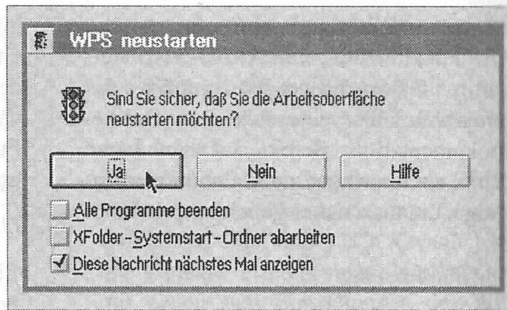 WPS neustarten
Sind Sie sicher, daß Sie die Arbeitsoberfläche
neustarten möchten?
Ja Nein Hilfe
Alle Programme beenden
XFolder-Systemstart-Ordner abarbeiten
Diese Nachricht nächstes Mal anzeigen